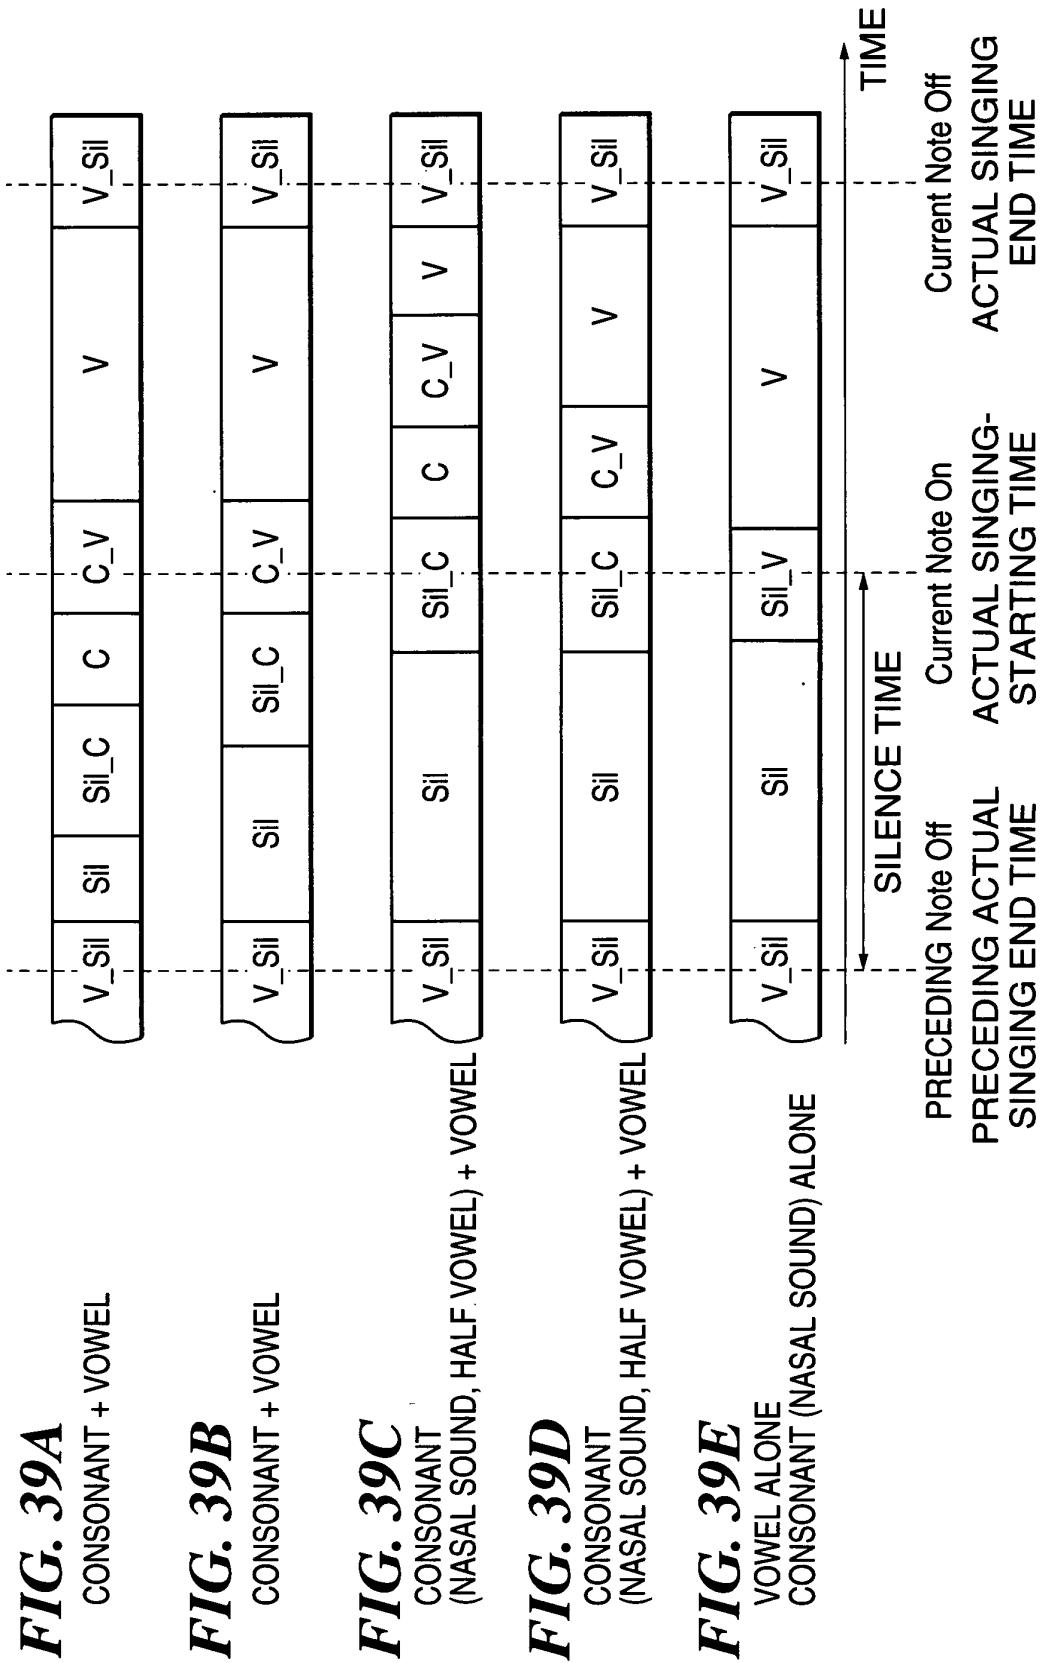 FIG. 39A
CONSONANT + VOWEL
V_Sil Sil Sil_C C C_V V V_Sil
FIG. 39B
CONSONANT + VOWEL
V_Sil Sil Sil_C C_V V V_Sil
FIG. 39C
CONSONANT
(NASAL SOUND, HALF VOWEL) + VOWEL
V_Sil Sil Sil_C C C_V V V_Sil
FIG. 39D
CONSONANT
(NASAL SOUND, HALF VOWEL) + VOWEL
V_Sil Sil Sil_C C_V V V_Sil
FIG. 39E
VOWEL ALONE
CONSONANT (NASAL SOUND) ALONE
V_Sil Sil Sil_V V V_Sil
SILENCE TIME
TIME
PRECEDING Note Off
PRECEDING ACTUAL
SINGING END TIME
Current Note On
ACTUAL SINGING-
STARTING TIME
Current Note Off
ACTUAL SINGING
END TIME